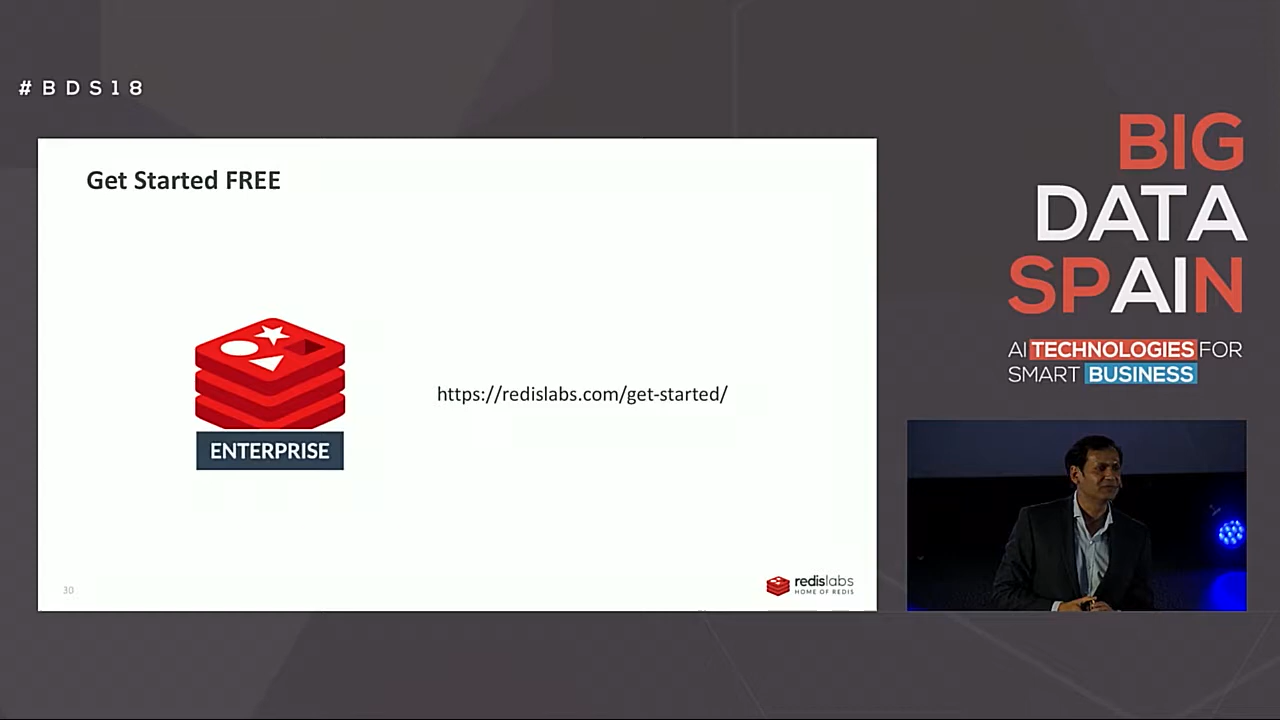 #BDS18
Get Started FREE
ENTERPRISE
https://redislabs.com/get-started/
30
redislabs
HOME OF REDIS
BIG
DATA
SPAIN
AI TECHNOLOGIES FOR
SMART BUSINESS